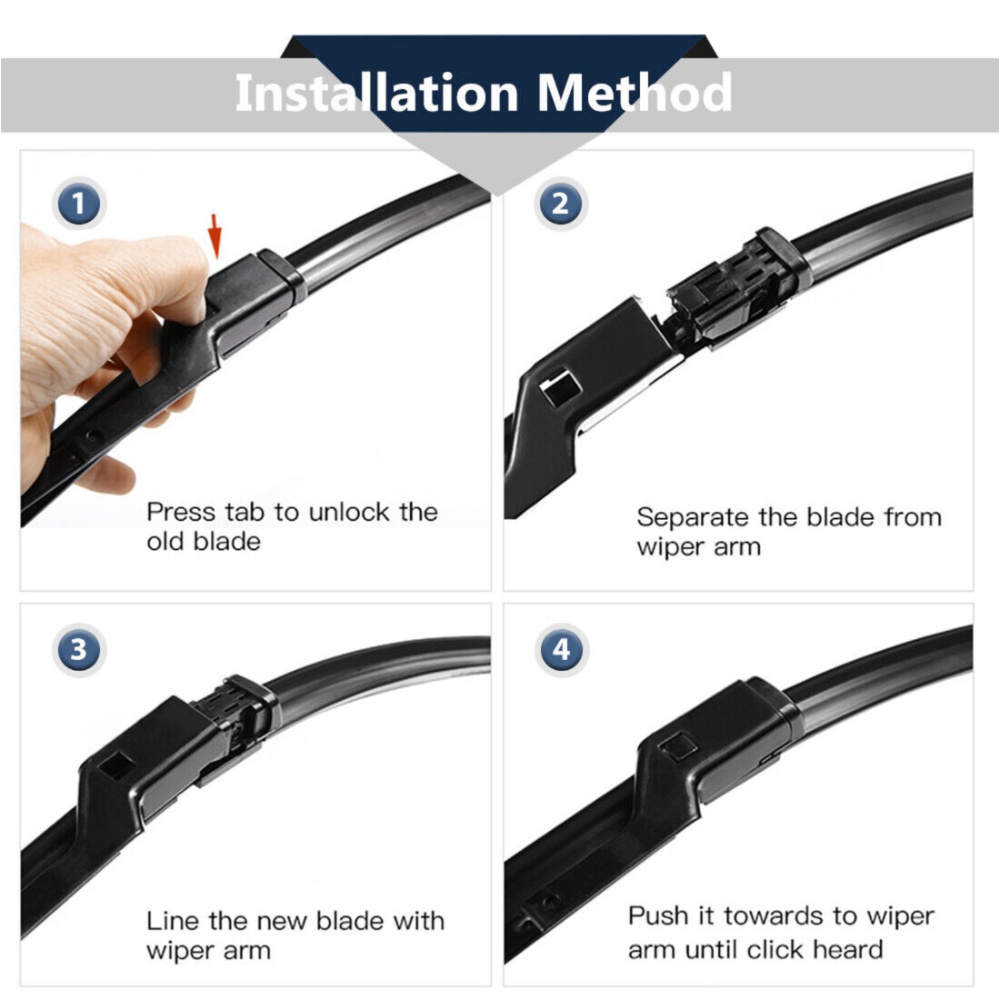 Installation Method
1
2
Press tab to unlock the
old blade
Separate the blade from
wiper arm
3
4
Line the new blade with
wiper arm
Push it towards to wiper
arm until click heard